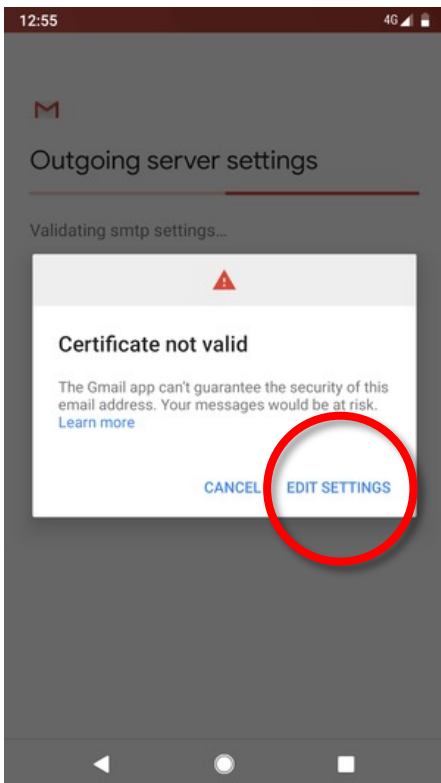 12:55 4G
Outgoing server settings
Validating smtp settings...
Certificate not valid
The Gmail app can't guarantee the security of this
email address. Your messages would be at risk.
Learn more
CANCEL EDIT SETTINGS